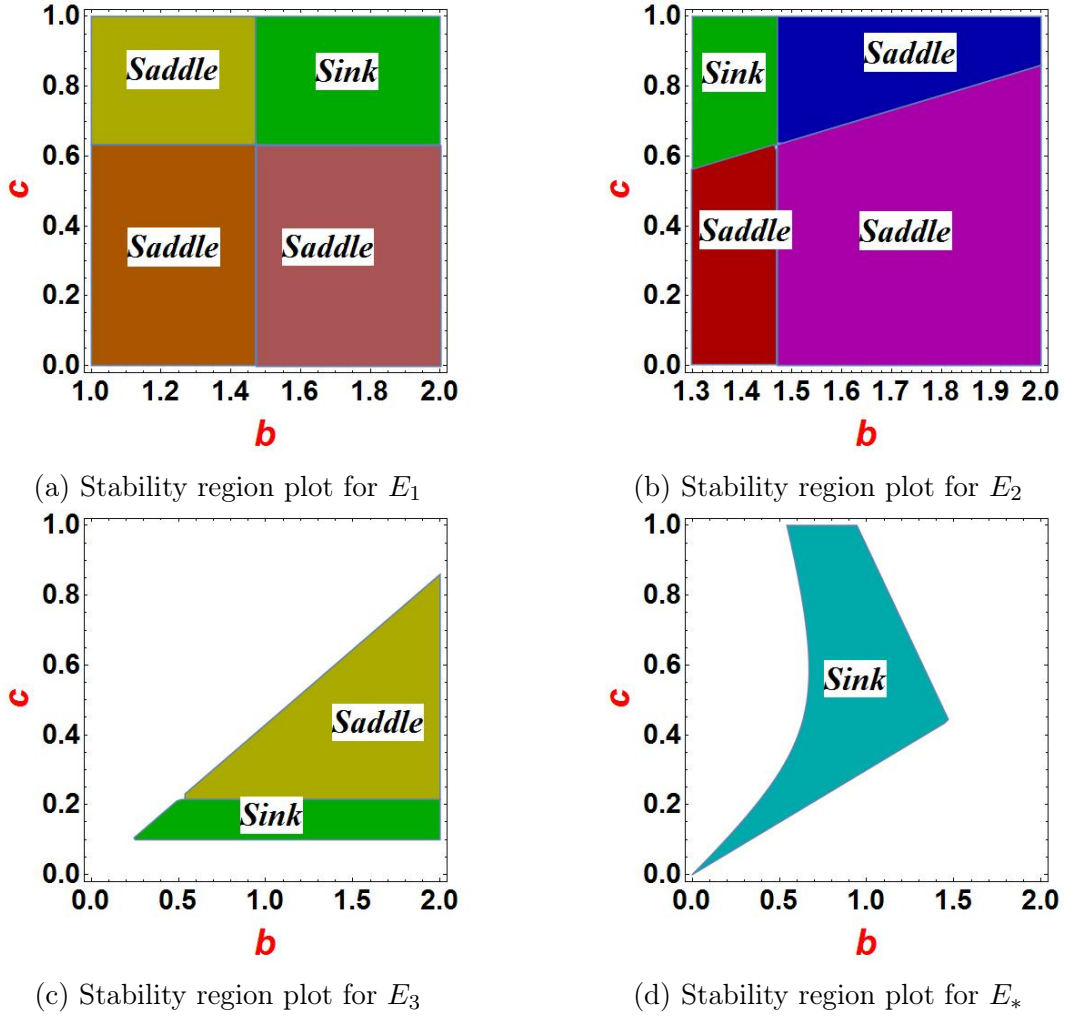 1.0 1.0
Saddle Sink Sink Saddle
0.8 0.8
0.6 0.6
c c
0.4 Saddle Saddle 0.4 Saddle Saddle
0.2 0.2
0.0 0.0
1.0 1.2 1.4 1.6 1.8 2.0 1.3 1.4 1.5 1.6 1.7 1.8 1.9 2.0
b b
(a) Stability region plot for E₁ (b) Stability region plot for E₂
1.0 1.0
0.8 0.8
0.6 0.6
c Sink c
0.4 Saddle 0.4
0.2 Sink 0.2
0.0 0.0
0.0 0.5 1.0 1.5 2.0 0.0 0.5 1.0 1.5 2.0
b b
(c) Stability region plot for E₃ (d) Stability region plot for E∗